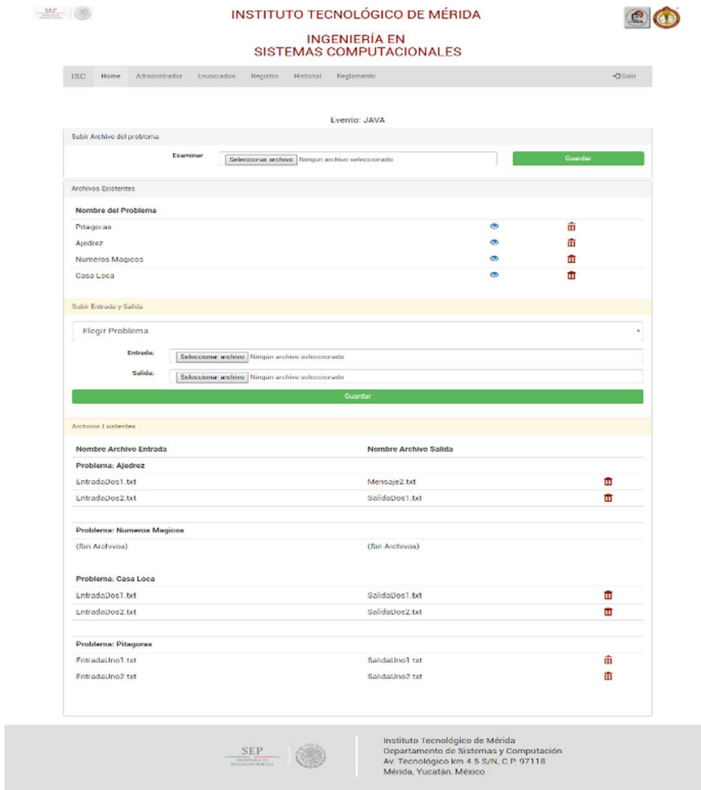 SEP
INSTITUTO TECNOLÓGICO DE MÉRIDA
INGENIERÍA EN
SISTEMAS COMPUTACIONALES
ISC Home Administrador Enunciados Registro Historial Reglamento Salir
Evento: JAVA
Subir Archivo del problema
Examinar Seleccionar archivo Ningún archivo seleccionado Guardar
Archivos Existentes
Nombre del Problema
Pitagoras
Ajedrez
Numeros Magicos
Casa Loca
Subir Entrada y Salida
Elegir Problema
Entrada: Seleccionar archivo Ningún archivo seleccionado
Salida: Seleccionar archivo Ningún archivo seleccionado
Guardar
Archivos Existentes
Nombre Archivo Entrada Nombre Archivo Salida
Problema: Ajedrez
EntradaDos1.txt Mensaje2.txt
EntradaDos2.txt SalidaDos1.txt
Problema: Numeros Magicos
(Sin Archivos) (Sin Archivos)
Problema: Casa Loca
EntradaDos1.txt SalidaDos1.txt
EntradaDos2.txt SalidaDos2.txt
Problema: Pitagoras
EntradaUno1.txt SalidaUno1.txt
EntradaUno2.txt SalidaUno2.txt
SEP
Instituto Tecnológico de Mérida
Departamento de Sistemas y Computación
Av. Tecnológico km 4.5 S/N, C.P. 97118
Mérida, Yucatán, México